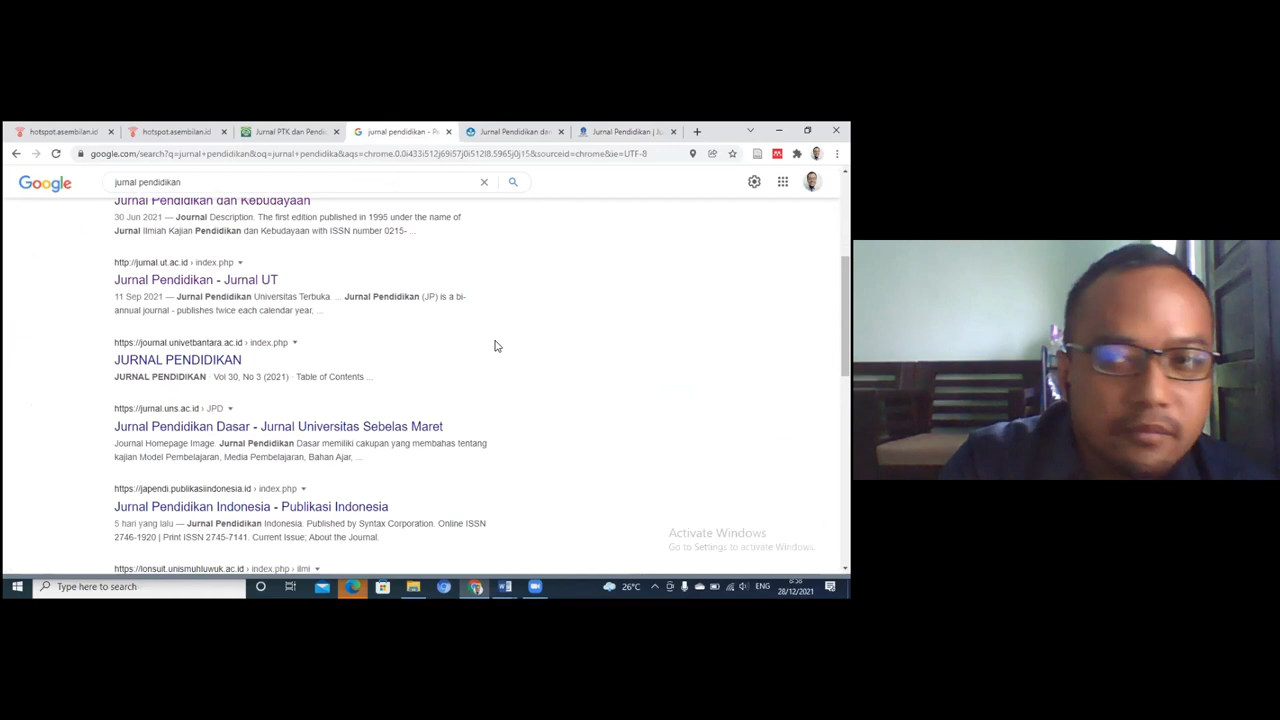 hotspot.asembilan.id
hotspot.asembilan.id
Jurnal PTK dan Pendic
jurnal pendidikan - Pe
Jurnal Pendidikan dan
Jurnal Pendidikan | Ju
google.com/search?q=jurnal+pendidikan&oq=jurnal+pendidika&aqs=chrome.0.0i433i512j69i57j0i512l8.5965j0j15&sourceid=chrome&ie=UTF-8
Google
jurnal pendidikan
Jurnal Pendidikan dan Kebudayaan
30 Jun 2021 — Journal Description. The first edition published in 1995 under the name of
Jurnal Ilmiah Kajian Pendidikan dan Kebudayaan with ISSN number 0215- ...
http://jurnal.ut.ac.id › index.php
Jurnal Pendidikan - Jurnal UT
11 Sep 2021 — Jurnal Pendidikan Universitas Terbuka. ... Jurnal Pendidikan (JP) is a bi-
annual journal - publishes twice each calendar year, ...
https://journal.univetbantara.ac.id › index.php
JURNAL PENDIDIKAN
JURNAL PENDIDIKAN · Vol 30, No 3 (2021) · Table of Contents ...
https://jurnal.uns.ac.id › JPD
Jurnal Pendidikan Dasar - Jurnal Universitas Sebelas Maret
Journal Homepage Image. Jurnal Pendidikan Dasar memiliki cakupan yang membahas tentang
kajian Model Pembelajaran, Media Pembelajaran, Bahan Ajar, ...
https://japendi.publikasiindonesia.id › index.php
Jurnal Pendidikan Indonesia - Publikasi Indonesia
5 hari yang lalu — Jurnal Pendidikan Indonesia. Published by Syntax Corporation. Online ISSN
2746-1920 | Print ISSN 2745-7141. Current Issue; About the Journal.
https://lonsuit.unismuhluwuk.ac.id › index.php › ilmi
Activate Windows
Go to Settings to activate Windows.
Type here to search
26°C
ENG
28/12/2021